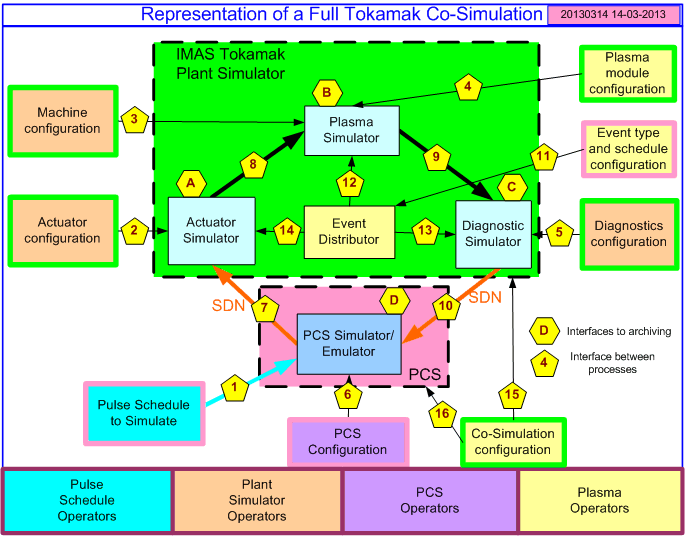 Representation of a Full Tokamak Co-Simulation
20130314 14-03-2013
IMAS Tokamak
Plant Simulator
Plasma
module
configuration
B
4
Machine
configuration
3
Plasma
Simulator
Event type
and schedule
configuration
11
8
9
12
A
C
Actuator
configuration
2
Actuator
Simulator
14
Event
Distributor
13
Diagnostic
Simulator
5
Diagnostics
configuration
SDN
7
D
10
SDN
PCS Simulator/
Emulator
PCS
D
Interfaces to archiving
4
Interface between
processes
1
6
15
16
Pulse Schedule
to Simulate
PCS
Configuration
Co-Simulation
configuration
Pulse
Schedule
Operators
Plant
Simulator
Operators
PCS
Operators
Plasma
Operators